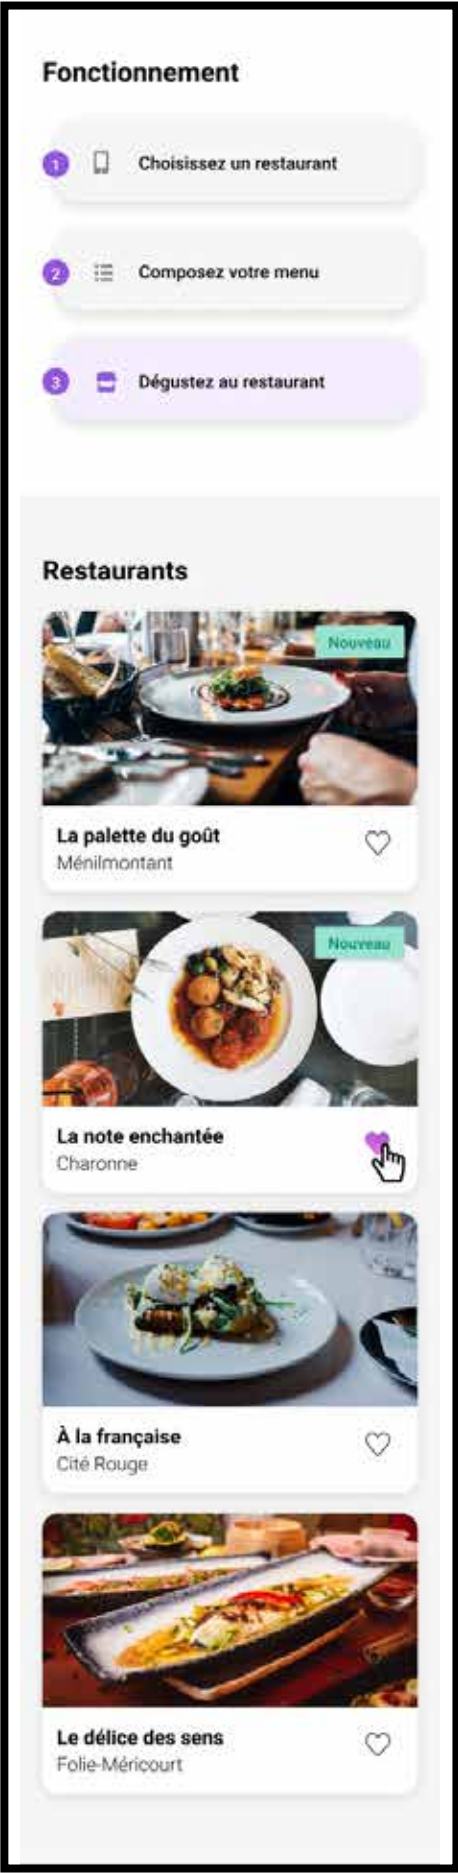 Fonctionnement
1 Choisissez un restaurant
2 Composez votre menu
3 Dégustez au restaurant
Restaurants
Nouveau
La palette du goût
Ménilmontant
Nouveau
La note enchantée
Charonne
À la française
Cité Rouge
Le délice des sens
Folie-Méricourt